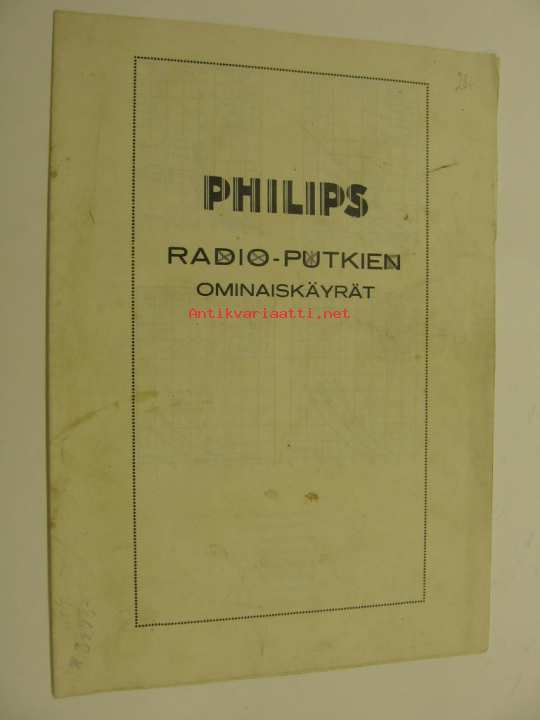 PHILIPS
RADIO-PUTKIEN
OMINAISKÄYRÄT
Antikvariaatti.net